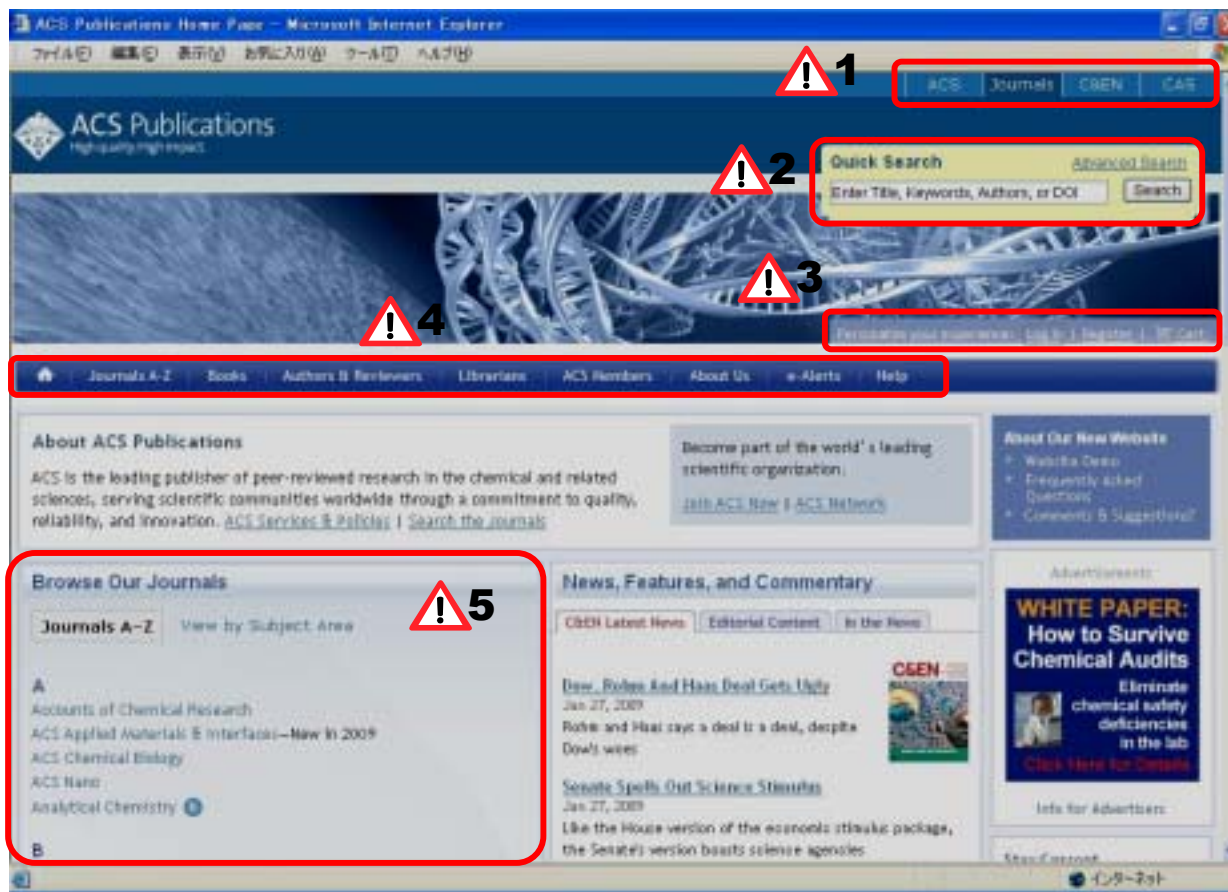 ACS Publications Home Page - Microsoft Internet Explorer
ファイル(F) 編集(E) 表示(V) お気に入り(A) ツール(T) ヘルプ(H)
1
ACS Journals C&EN CAS
ACS Publications
High quality. High impact.
2
Quick Search Advanced Search
Enter Title, Keywords, Authors, or DOI Search
3
4
Personalize your experience: Log In | Register | Cart
Journals A-Z Books Authors & Reviewers Librarians ACS Members About Us e-Alerts Help
About ACS Publications
ACS is the leading publisher of peer-reviewed research in the chemical and related
sciences, serving scientific communities worldwide through a commitment to quality,
reliability, and innovation. ACS Services & Policies | Search the Journals
Become part of the world's leading
scientific organization.
Join ACS Now | ACS Network
About Our New Website
Website Demo
Frequently Asked
Questions
Comments & Suggestions?
Browse Our Journals
5
Journals A-Z View by Subject Area
A
Accounts of Chemical Research
ACS Applied Materials & Interfaces—New in 2009
ACS Chemical Biology
ACS Nano
Analytical Chemistry
B
News, Features, and Commentary
C&EN Latest News Editorial Content In the News
Dow, Rohm And Haas Deal Gets Ugly
Jan 27, 2009
Rohm and Haas says a deal is a deal, despite
Dow's woes
C&EN
Senate Spells Out Science Stimulus
Jan 27, 2009
Like the House version of the economic stimulus package,
the Senate's version boasts science agencies
Advertisements
WHITE PAPER:
How to Survive
Chemical Audits
Eliminate
chemical safety
deficiencies
in the lab
Click Here for Details
Info for Advertisers
Stay Current
インターネット